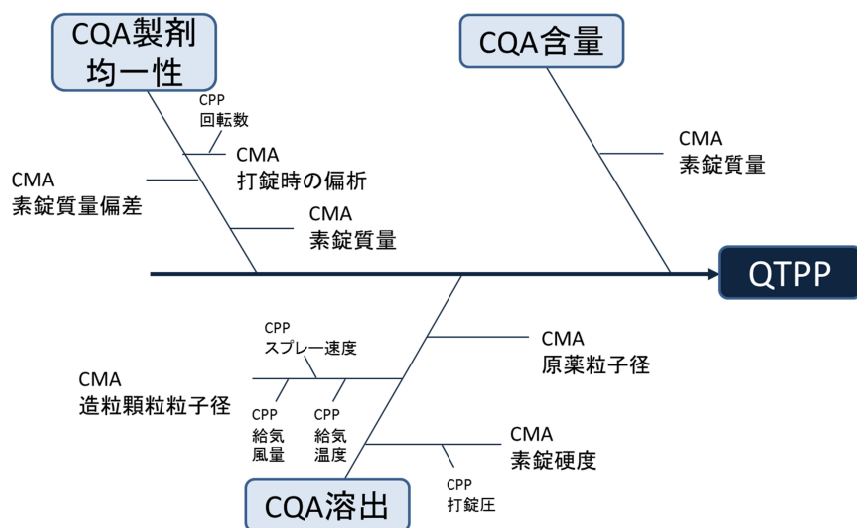 CQA製剤
均一性
CQA含量
CPP
回転数
CMA
打錠時の偏析
CMA
素錠質量
CMA
素錠質量偏差
CMA
素錠質量
QTPP
CPP
スプレー速度
CMA
原薬粒子径
CMA
造粒顆粒粒子径
CPP
給気
風量
CPP
給気
温度
CMA
素錠硬度
CPP
打錠圧
CQA溶出